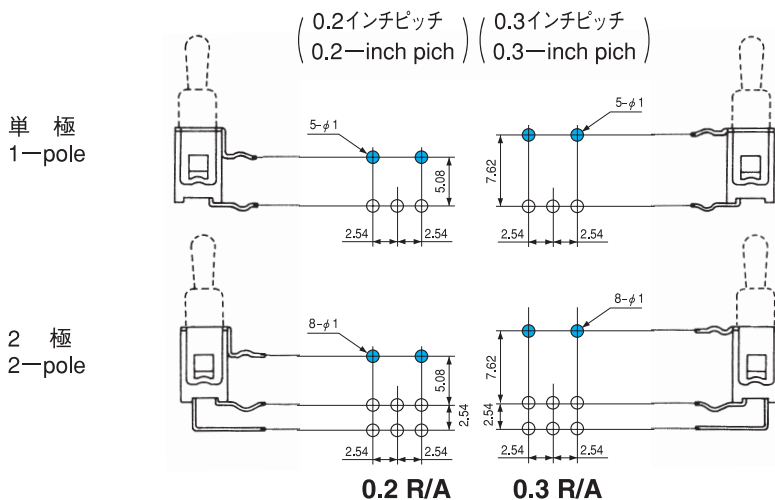 0.2インチピッチ
0.2—inch pich
0.3インチピッチ
0.3—inch pich
単 極
1—pole
5-φ1
5.08
2.54 2.54
5-φ1
7.62
2.54 2.54
2 極
2—pole
8-φ1
5.08
2.54
2.54 2.54
8-φ1
7.62
2.54
2.54 2.54
0.2 R/A
0.3 R/A